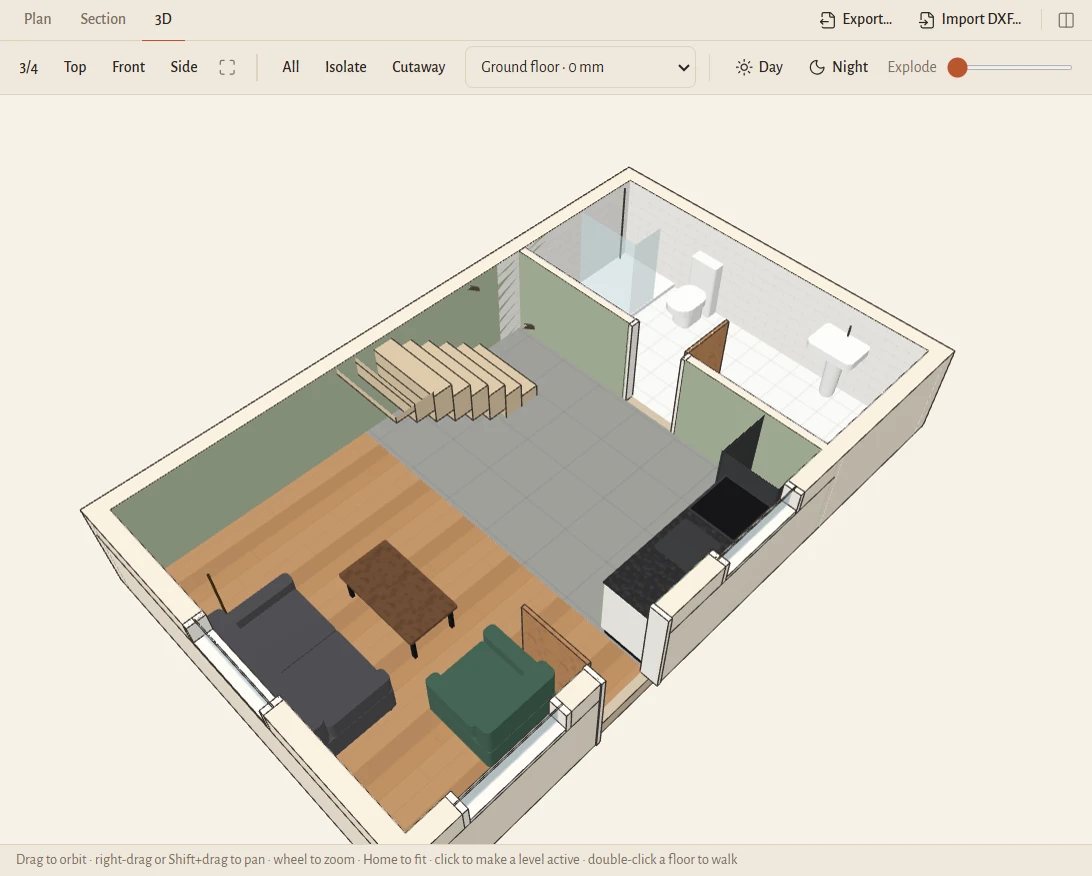 Plan Section 3D Export... Import DXF...
3/4 Top Front Side All Isolate Cutaway Ground floor · 0 mm Day Night Explode
Drag to orbit · right-drag or Shift+drag to pan · wheel to zoom · Home to fit · click to make a level active · double-click a floor to walk